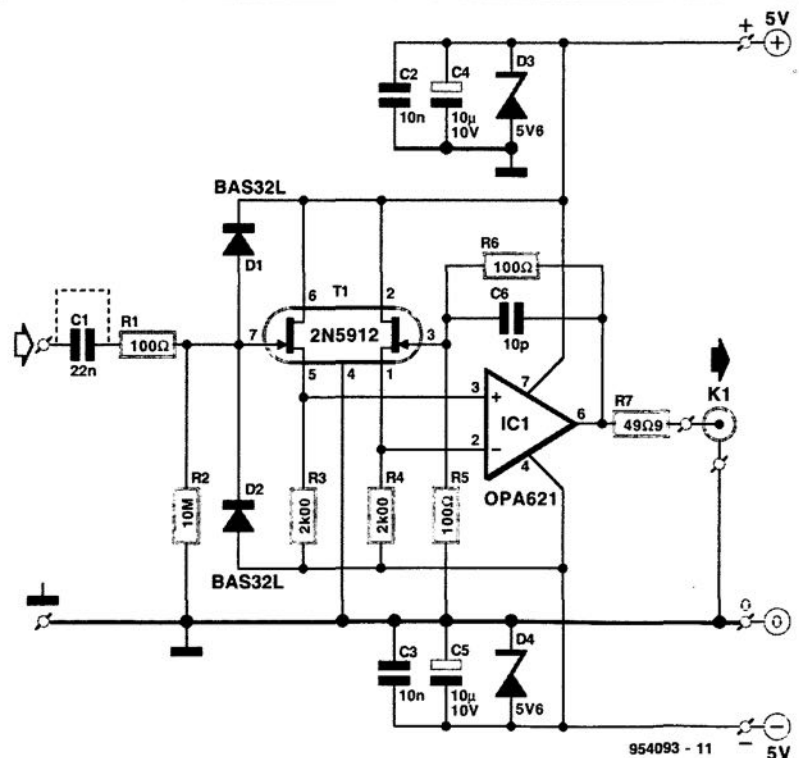 5V
+
C2
C4
D3
10n
10µ
10V
5V6
BAS32L
D1
R6
100Ω
C6
10p
T1
6
2
2N5912
7
3
5
4
1
C1
22n
R1
100Ω
3
+
7
IC1
6
2
−
4
OPA621
R7
49Ω9
K1
R2
10M
D2
R3
2k00
R4
2k00
R5
100Ω
BAS32L
0
0
C3
C5
D4
10n
10µ
10V
5V6
954093 - 11
−
5V